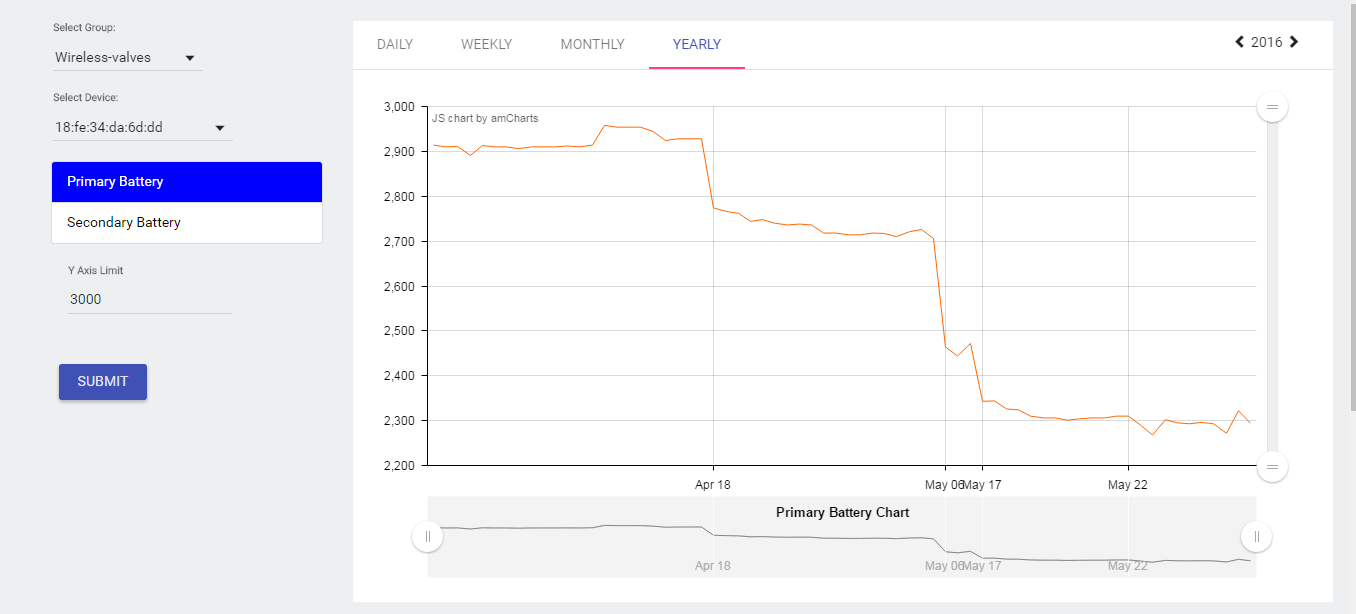 Select Group:
Wireless-valves
Select Device:
18:fe:34:da:6d:dd
Primary Battery
Secondary Battery
Y Axis Limit
3000
SUBMIT
DAILY WEEKLY MONTHLY YEARLY 2016
JS chart by amCharts
3,000
2,900
2,800
2,700
2,600
2,500
2,400
2,300
2,200
Apr 18 May 06 May 17 May 22
Primary Battery Chart
Apr 18 May 06 May 17 May 22